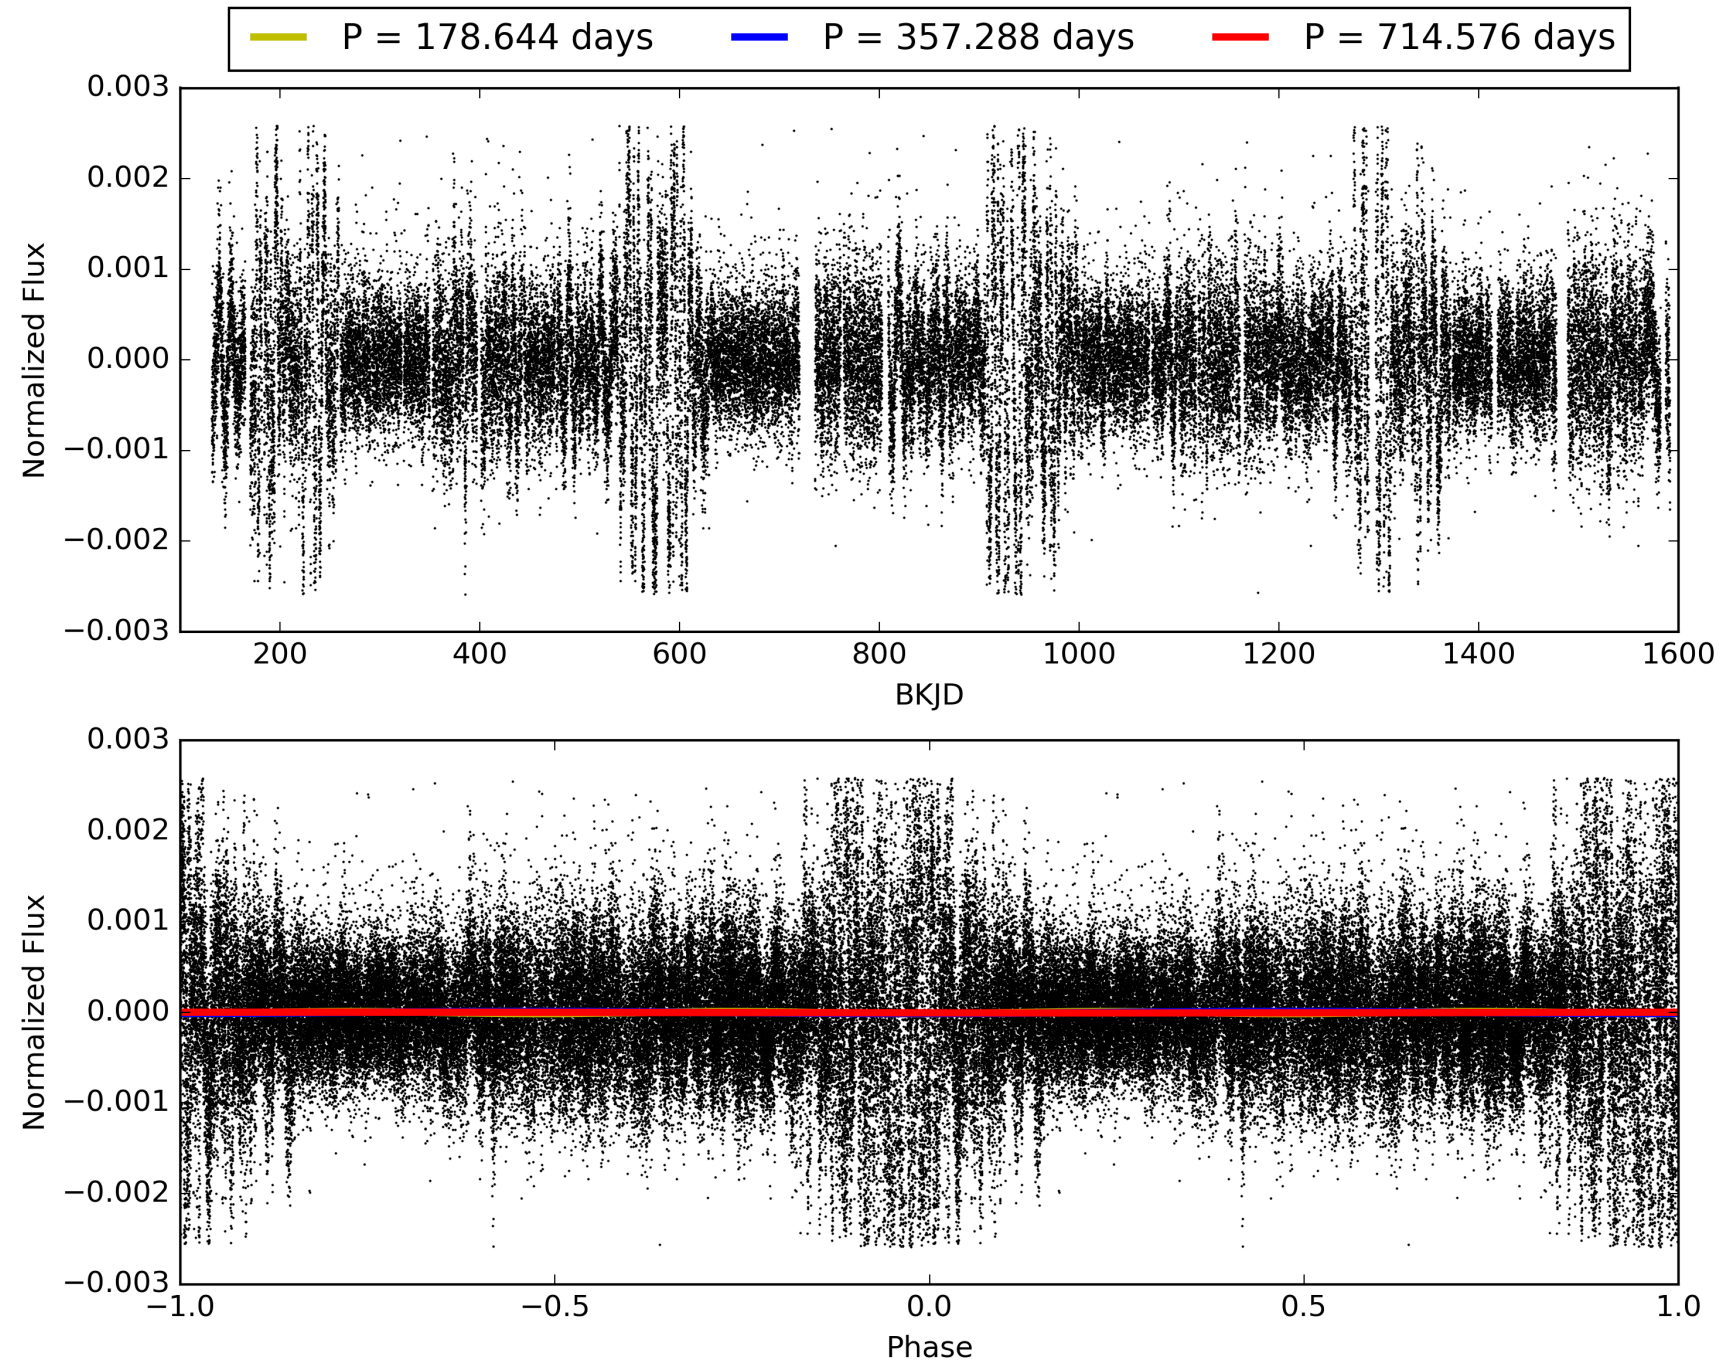 P = 178.644 days P = 357.288 days P = 714.576 days
0.003
0.002
0.001
0.000
−0.001
−0.002
−0.003
Normalized Flux
200 400 600 800 1000 1200 1400 1600
BKJD
0.003
0.002
0.001
0.000
−0.001
−0.002
−0.003
Normalized Flux
−1.0 −0.5 0.0 0.5 1.0
Phase